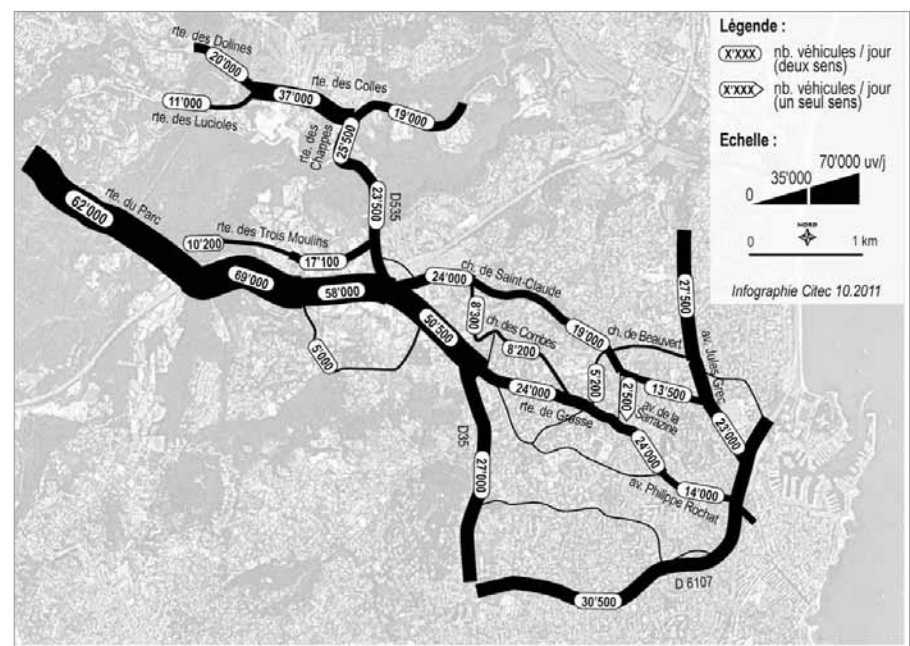 Légende :
X'XXX nb. véhicules / jour
(deux sens)
X'XXX nb. véhicules / jour
(un seul sens)
Echelle :
70'000 uv/j
35'000
0
NORD
0 1 km
Infographie Citec 10.2011
rte. des Dolines
20'000
rte. des Colles
37'000
11'000
19'000
rte. des Lucioles
rte. des
Chappes
25'500
23'500
D535
rte. du Parc
62'000
rte. des Trois Moulins
10'200
17'100
69'000
58'000
24'000
ch. de Saint-Claude
8'300
ch. des Combes
8'200
50'500
5'000
19'000
ch. de Beauvert
27'500
av. Jules Grec
5'200
2'500
13'500
av. de la
Sarrazine
24'000
rte. de Grasse
23'000
24'000
D35
27'000
14'000
av. Philippe Rochat
D 6107
30'500